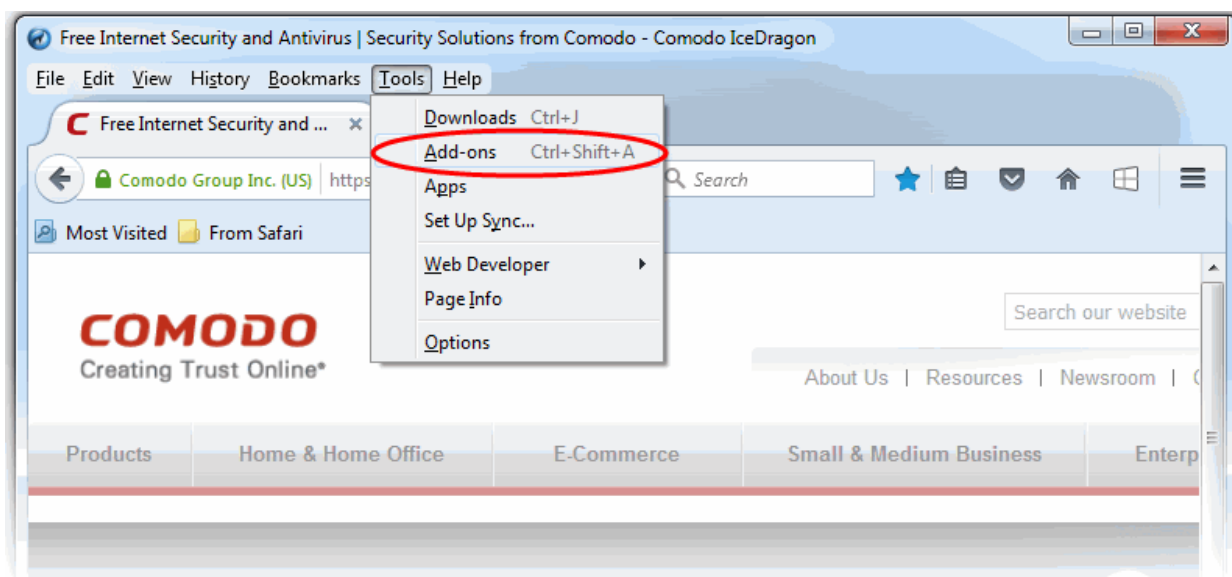 Free Internet Security and Antivirus | Security Solutions from Comodo - Comodo IceDragon
File Edit View History Bookmarks Tools Help
C Free Internet Security and ... ×
Downloads Ctrl+J
Add-ons Ctrl+Shift+A
Comodo Group Inc. (US) https
Search
Apps
Set Up Sync...
Most Visited From Safari
Web Developer
Page Info
Options
COMODO
Creating Trust Online®
Search our website
About Us | Resources | Newsroom |
Products Home & Home Office E-Commerce Small & Medium Business Enterp